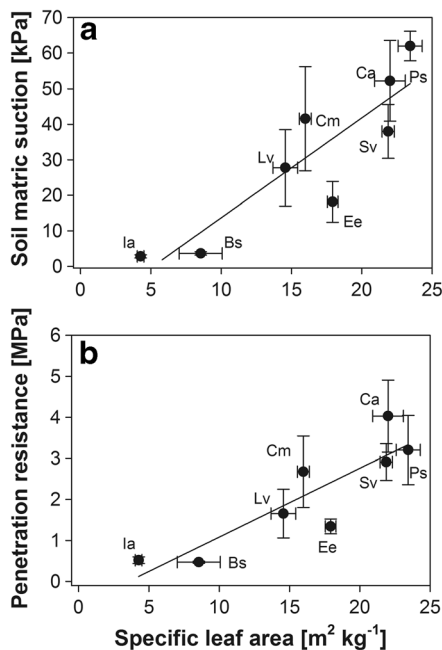 a
Soil matric suction [kPa]
70
60
50
40
30
20
10
0
Ia
Bs
Lv
Cm
Ee
Ca
Sv
Ps
0 5 10 15 20 25
b
Penetration resistance [MPa]
6
5
4
3
2
1
0
Ia
Bs
Lv
Cm
Ee
Ca
Sv
Ps
0 5 10 15 20 25
Specific leaf area [m² kg⁻¹]